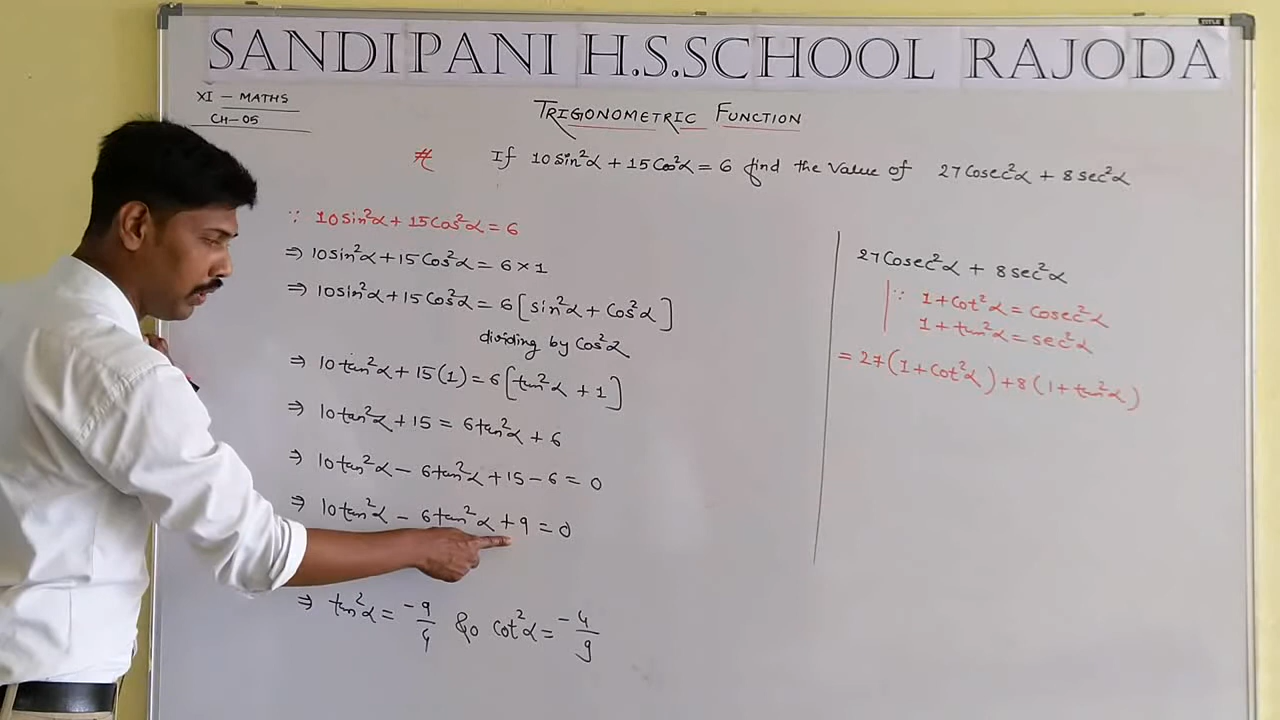 SANDIPANI H.S.SCHOOL RAJODA
XI – MATHS
CH–05
TRIGONOMETRIC FUNCTION
# If 10sin²α + 15Cos²α = 6 find the value of 27Cosec²α + 8sec²α
∵ 10sin²α + 15Cos²α = 6
⇒ 10sin²α + 15Cos²α = 6 × 1
⇒ 10sin²α + 15Cos²α = 6[sin²α + Cos²α]
dividing by Cos²α
⇒ 10tan²α + 15(1) = 6[tan²α + 1]
⇒ 10tan²α + 15 = 6tan²α + 6
⇒ 10tan²α – 6tan²α + 15 – 6 = 0
⇒ 10tan²α – 6tan²α + 9 = 0
⇒ tan²α = -9/4 & cot²α = -4/9
27Cosec²α + 8sec²α
∵ 1 + Cot²α = Cosec²α
1 + tan²α = sec²α
= 27(1 + Cot²α) + 8(1 + tan²α)